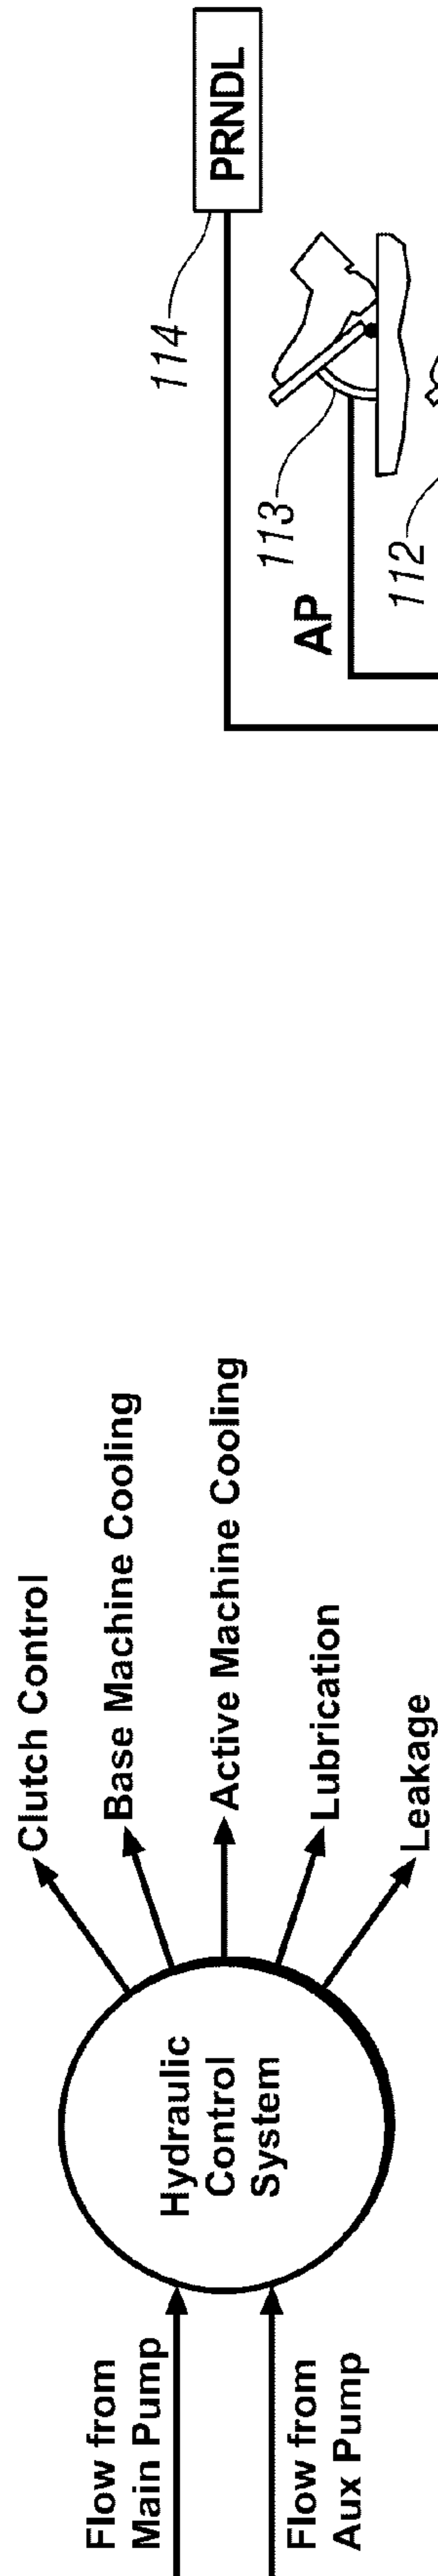 Flow from
Main Pump
Flow from
Aux Pump
Hydraulic
Control
System
Clutch Control
Base Machine Cooling
Active Machine Cooling
Lubrication
Leakage
114
PRNDL
113
AP
112